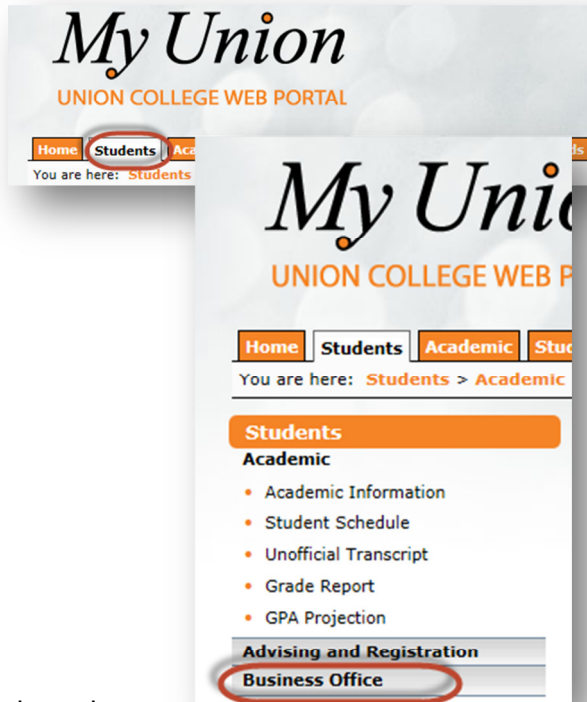 My Union
UNION COLLEGE WEB PORTAL
Home Students
You are here: Students
My
UNION COLLEGE WEB
Home Students Academic
You are here: Students > Academic
Students
Academic
• Academic Information
• Student Schedule
• Unofficial Transcript
• Grade Report
• GPA Projection
Advising and Registration
Business Office